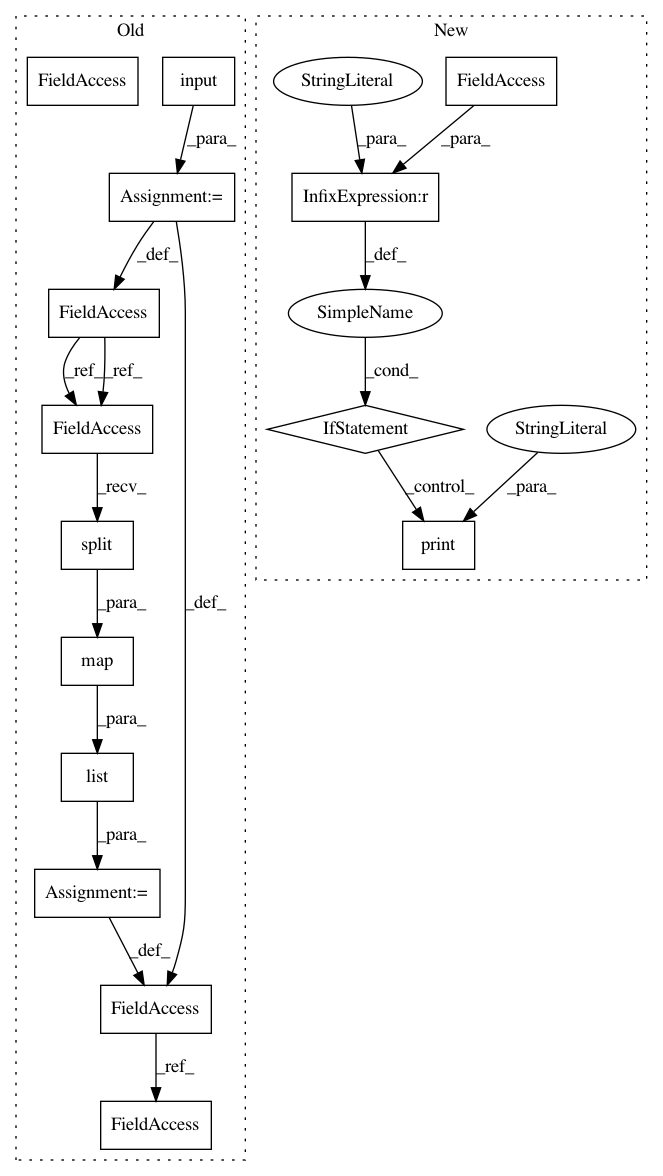 Old
New
FieldAccess
input
StringLiteral
FieldAccess
_para_
_para_
_para_
Assignment:=
InfixExpression:r
_def_
_def_
FieldAccess
SimpleName
_ref_
_ref_
_cond_
FieldAccess
IfStatement
StringLiteral
_recv_
_control_
_para_
split
print
_para_
_def_
map
_para_
list
_para_
Assignment:=
_def_
FieldAccess
_ref_
FieldAccess